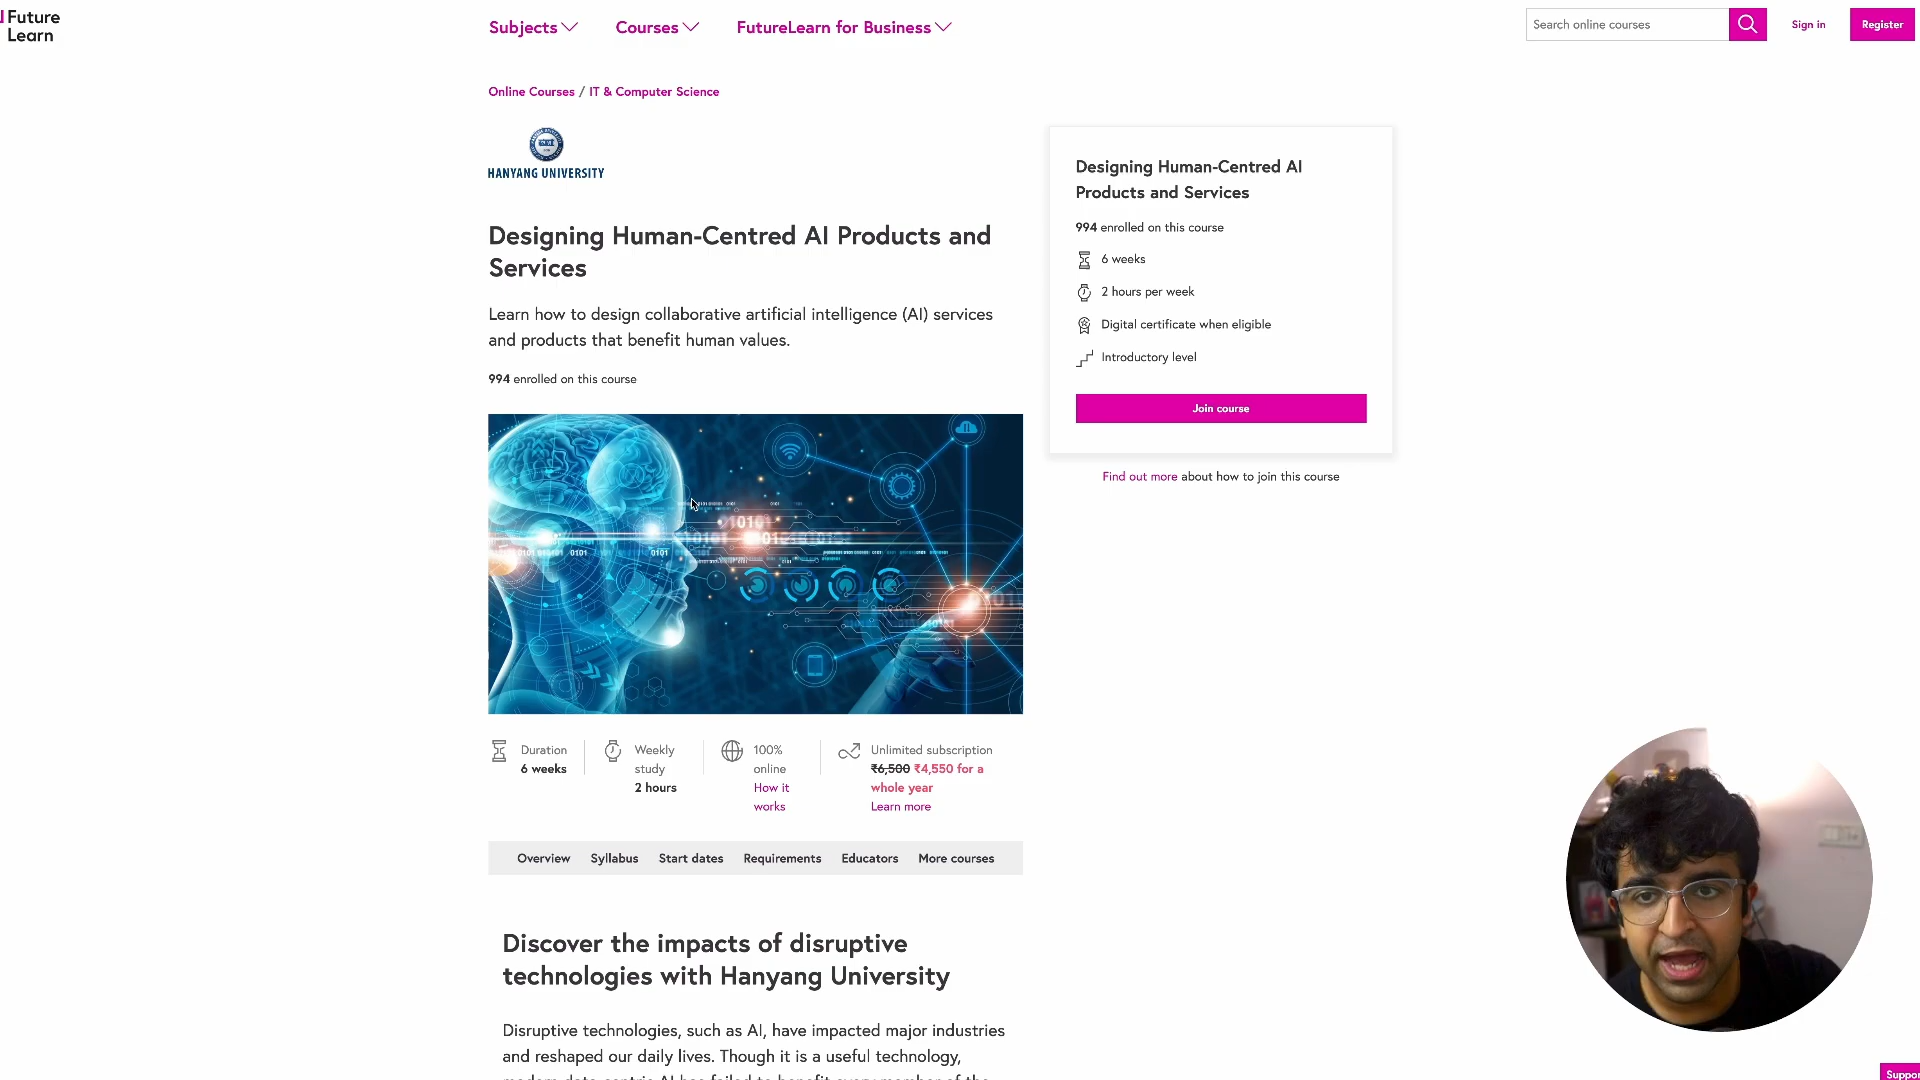 Future
Learn
Subjects
Courses
FutureLearn for Business
Search online courses
Sign in
Register
Online Courses / IT & Computer Science
HANYANG UNIVERSITY
Designing Human-Centred AI Products and
Services
Learn how to design collaborative artificial intelligence (AI) services
and products that benefit human values.
994 enrolled on this course
Designing Human-Centred AI
Products and Services
994 enrolled on this course
6 weeks
2 hours per week
Digital certificate when eligible
Introductory level
Join course
Find out more about how to join this course
Duration
6 weeks
Weekly
study
2 hours
100%
online
How it
works
Unlimited subscription
₹6,500 ₹4,550 for a
whole year
Learn more
Overview
Syllabus
Start dates
Requirements
Educators
More courses
Discover the impacts of disruptive
technologies with Hanyang University
Disruptive technologies, such as AI, have impacted major industries
and reshaped our daily lives. Though it is a useful technology,